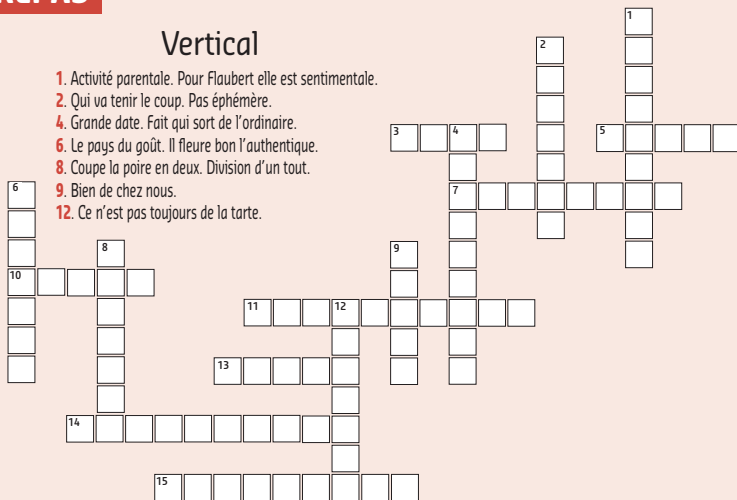 Vertical
1. Activité parentale. Pour Flaubert elle est sentimentale.
2. Qui va tenir le coup. Pas éphémère.
4. Grande date. Fait qui sort de l'ordinaire.
6. Le pays du goût. Il fleure bon l'authentique.
8. Coupe la poire en deux. Division d'un tout.
9. Bien de chez nous.
12. Ce n'est pas toujours de la tarte.
1
2
3 4 5
6
7
8 9
10
11 12
13
14
15